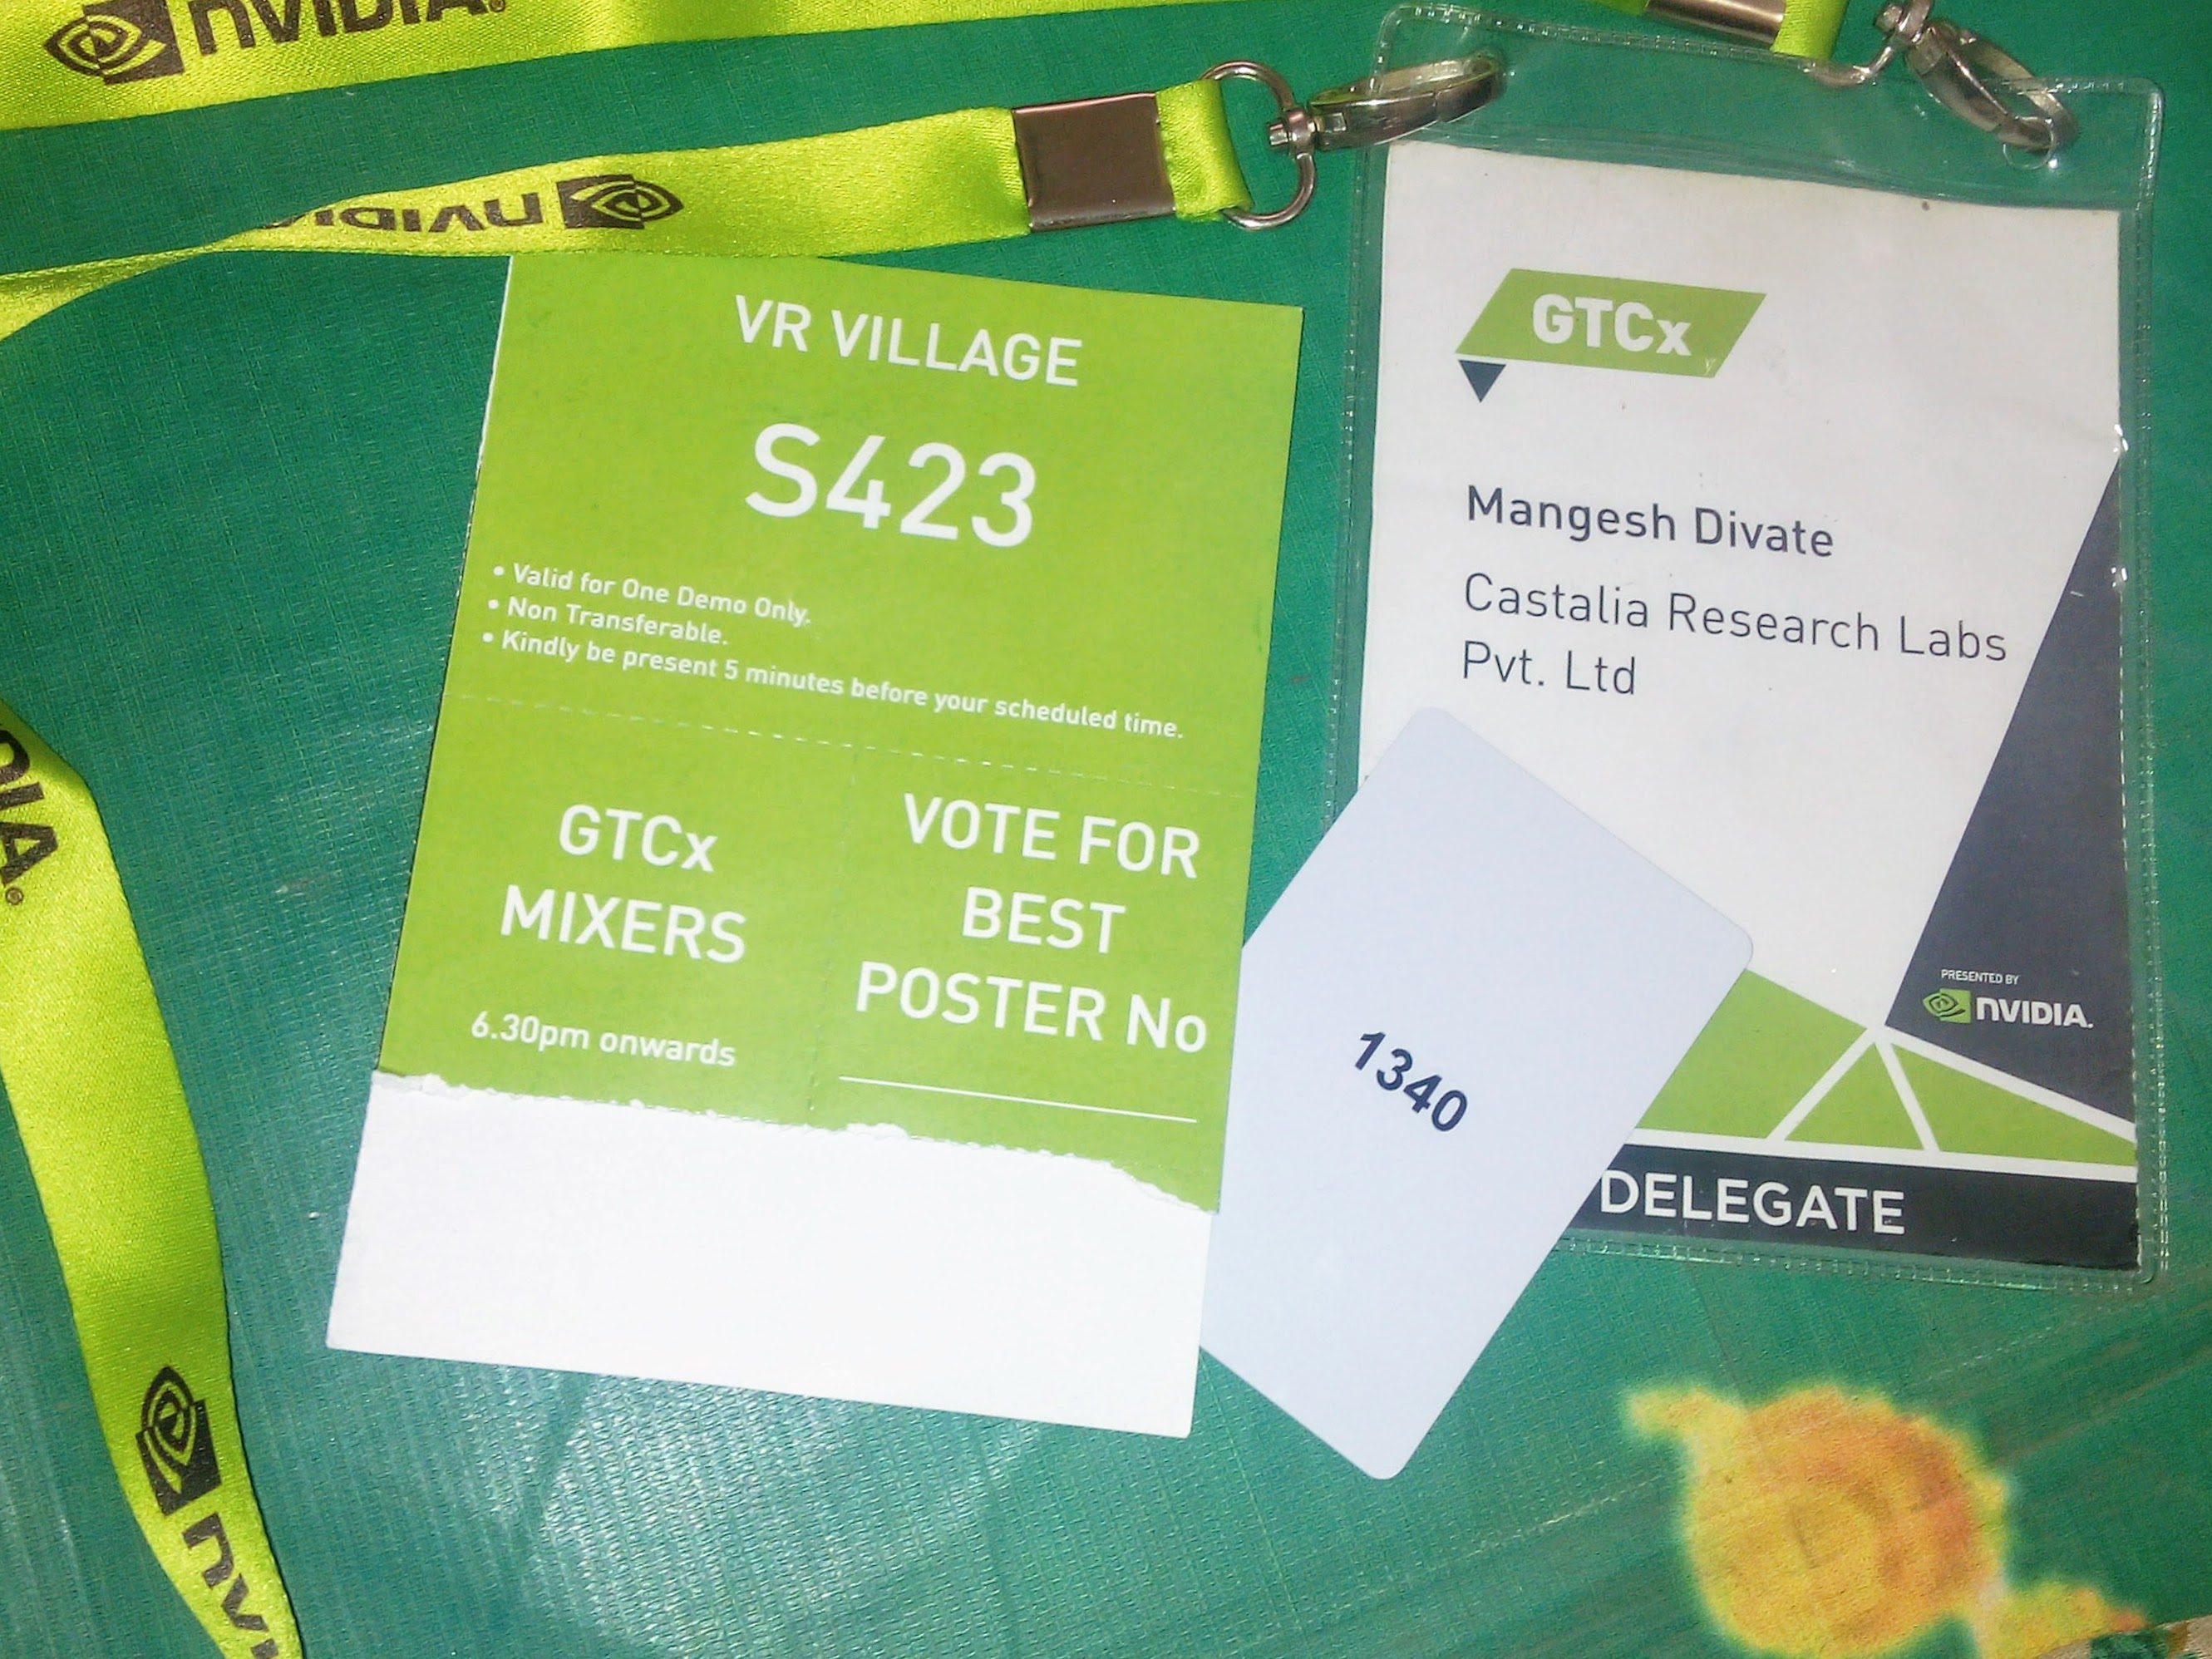 nVIDIA.
nVIDIA
VR VILLAGE
S423
• Valid for One Demo Only.
• Non Transferable.
• Kindly be present 5 minutes before your scheduled time.
GTCx
MIXERS
6.30pm onwards
VOTE FOR
BEST
POSTER No
GTCx
Mangesh Divate
Castalia Research Labs
Pvt. Ltd
PRESENTED BY
nVIDIA.
DELEGATE
1340
DIA®
nVI